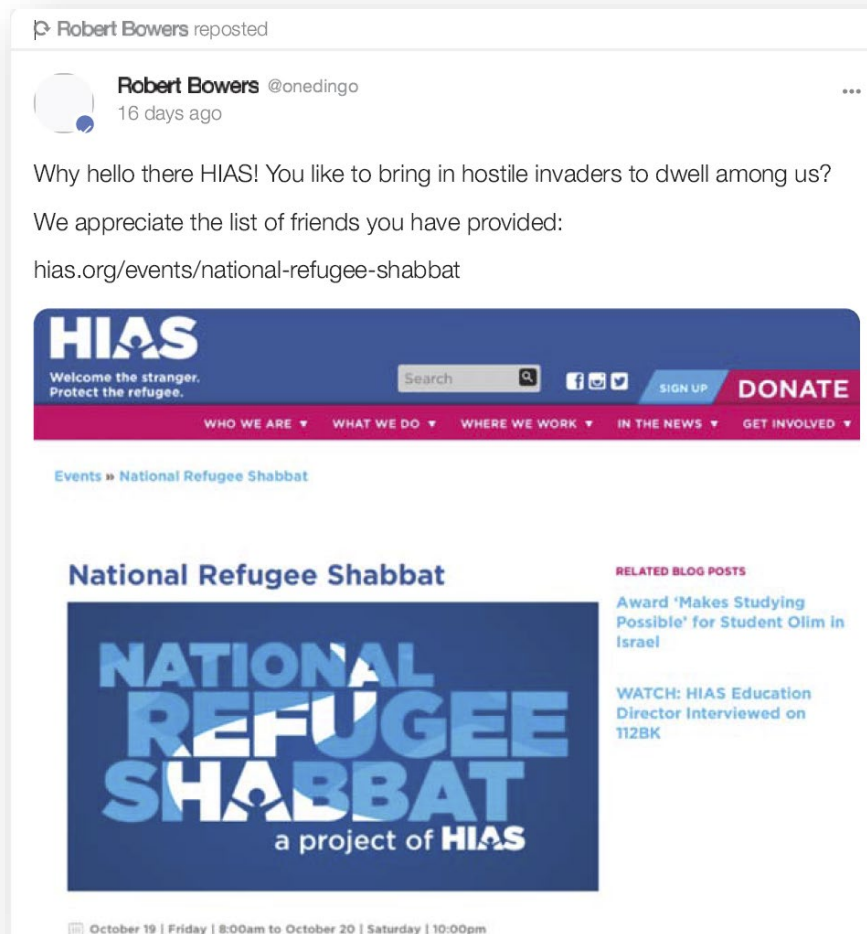 Robert Bowers reposted
Robert Bowers @onedingo
16 days ago
Why hello there HIAS! You like to bring in hostile invaders to dwell among us?
We appreciate the list of friends you have provided:
hias.org/events/national-refugee-shabbat
HIAS
Welcome the stranger.
Protect the refugee.
Search
SIGN UP
DONATE
WHO WE ARE WHAT WE DO WHERE WE WORK IN THE NEWS GET INVOLVED
Events » National Refugee Shabbat
National Refugee Shabbat
NATIONAL
REFUGEE
SHABBAT
a project of HIAS
RELATED BLOG POSTS
Award ‘Makes Studying
Possible’ for Student Olim in
Israel
WATCH: HIAS Education
Director Interviewed on
112BK
October 19 | Friday | 8:00am to October 20 | Saturday | 10:00pm